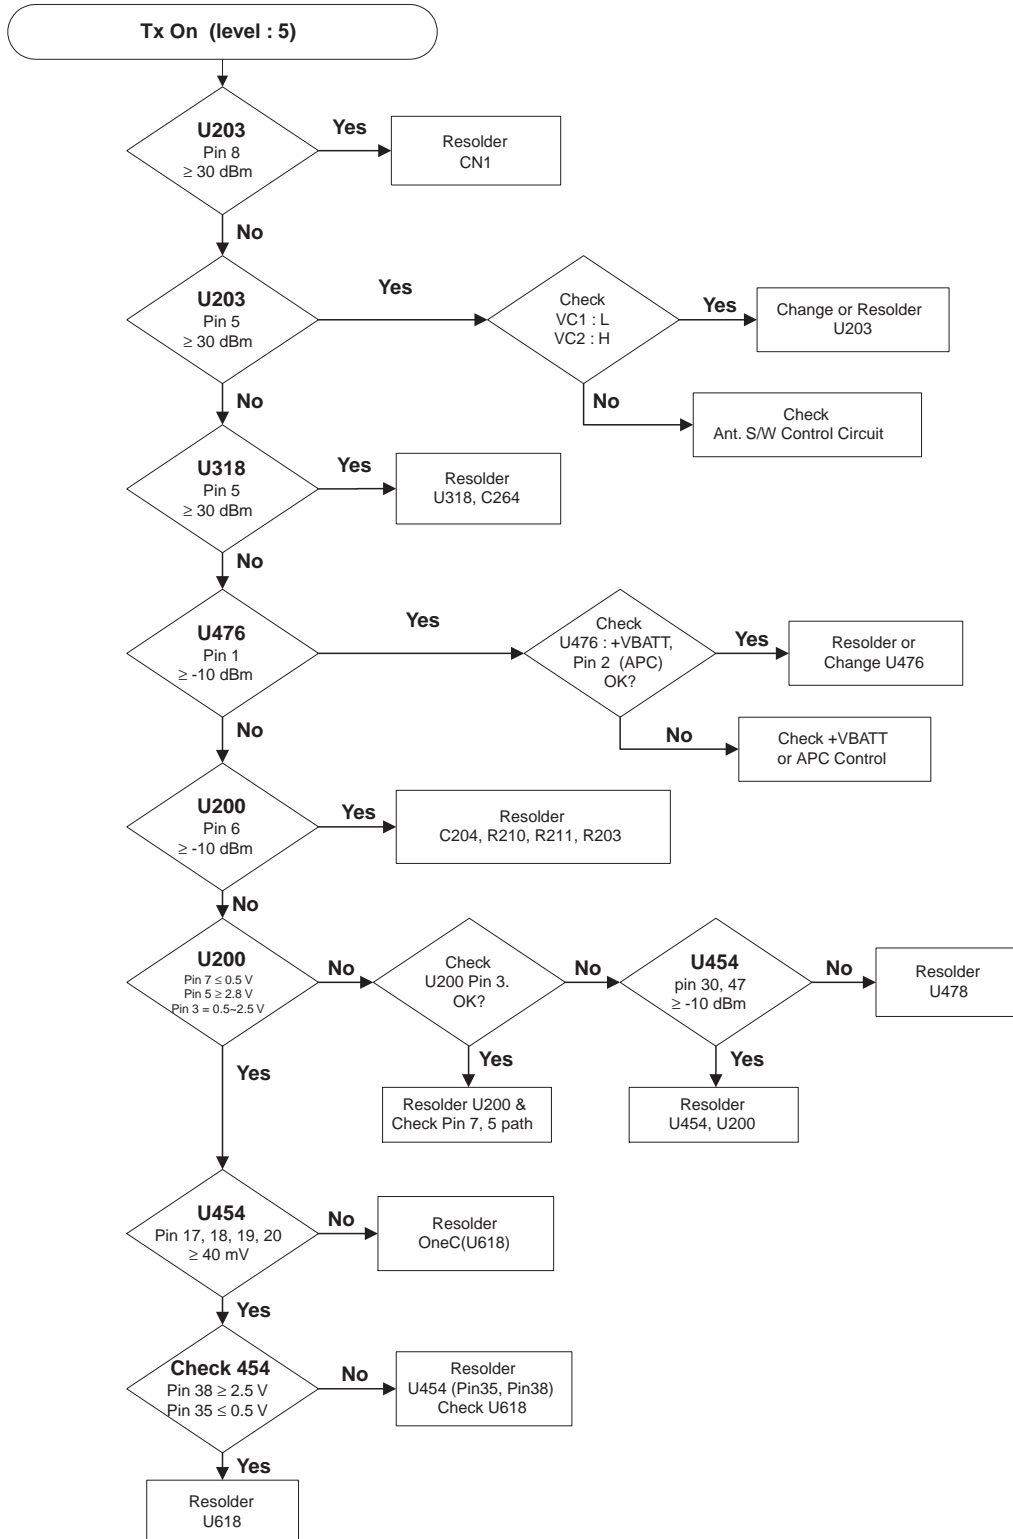 Tx On (level : 5)
U203
Pin 8
≥ 30 dBm
Yes
Resolder
CN1
No
U203
Pin 5
≥ 30 dBm
Yes
Check
VC1 : L
VC2 : H
Yes
Change or Resolder
U203
No
Check
Ant. S/W Control Circuit
No
U318
Pin 5
≥ 30 dBm
Yes
Resolder
U318, C264
No
U476
Pin 1
≥ -10 dBm
Yes
Check
U476 : +VBATT,
Pin 2 (APC)
OK?
Yes
Resolder or
Change U476
No
Check +VBATT
or APC Control
No
U200
Pin 6
≥ -10 dBm
Yes
Resolder
C204, R210, R211, R203
No
U200
Pin 7 ≤ 0.5 V
Pin 5 ≥ 2.8 V
Pin 3 = 0.5~2.5 V
No
Check
U200 Pin 3.
OK?
No
U454
pin 30, 47
≥ -10 dBm
No
Resolder
U478
Yes
Resolder U200 &
Check Pin 7, 5 path
Yes
Resolder
U454, U200
Yes
U454
Pin 17, 18, 19, 20
≥ 40 mV
No
Resolder
OneC(U618)
Yes
Check 454
Pin 38 ≥ 2.5 V
Pin 35 ≤ 0.5 V
No
Resolder
U454 (Pin35, Pin38)
Check U618
Yes
Resolder
U618